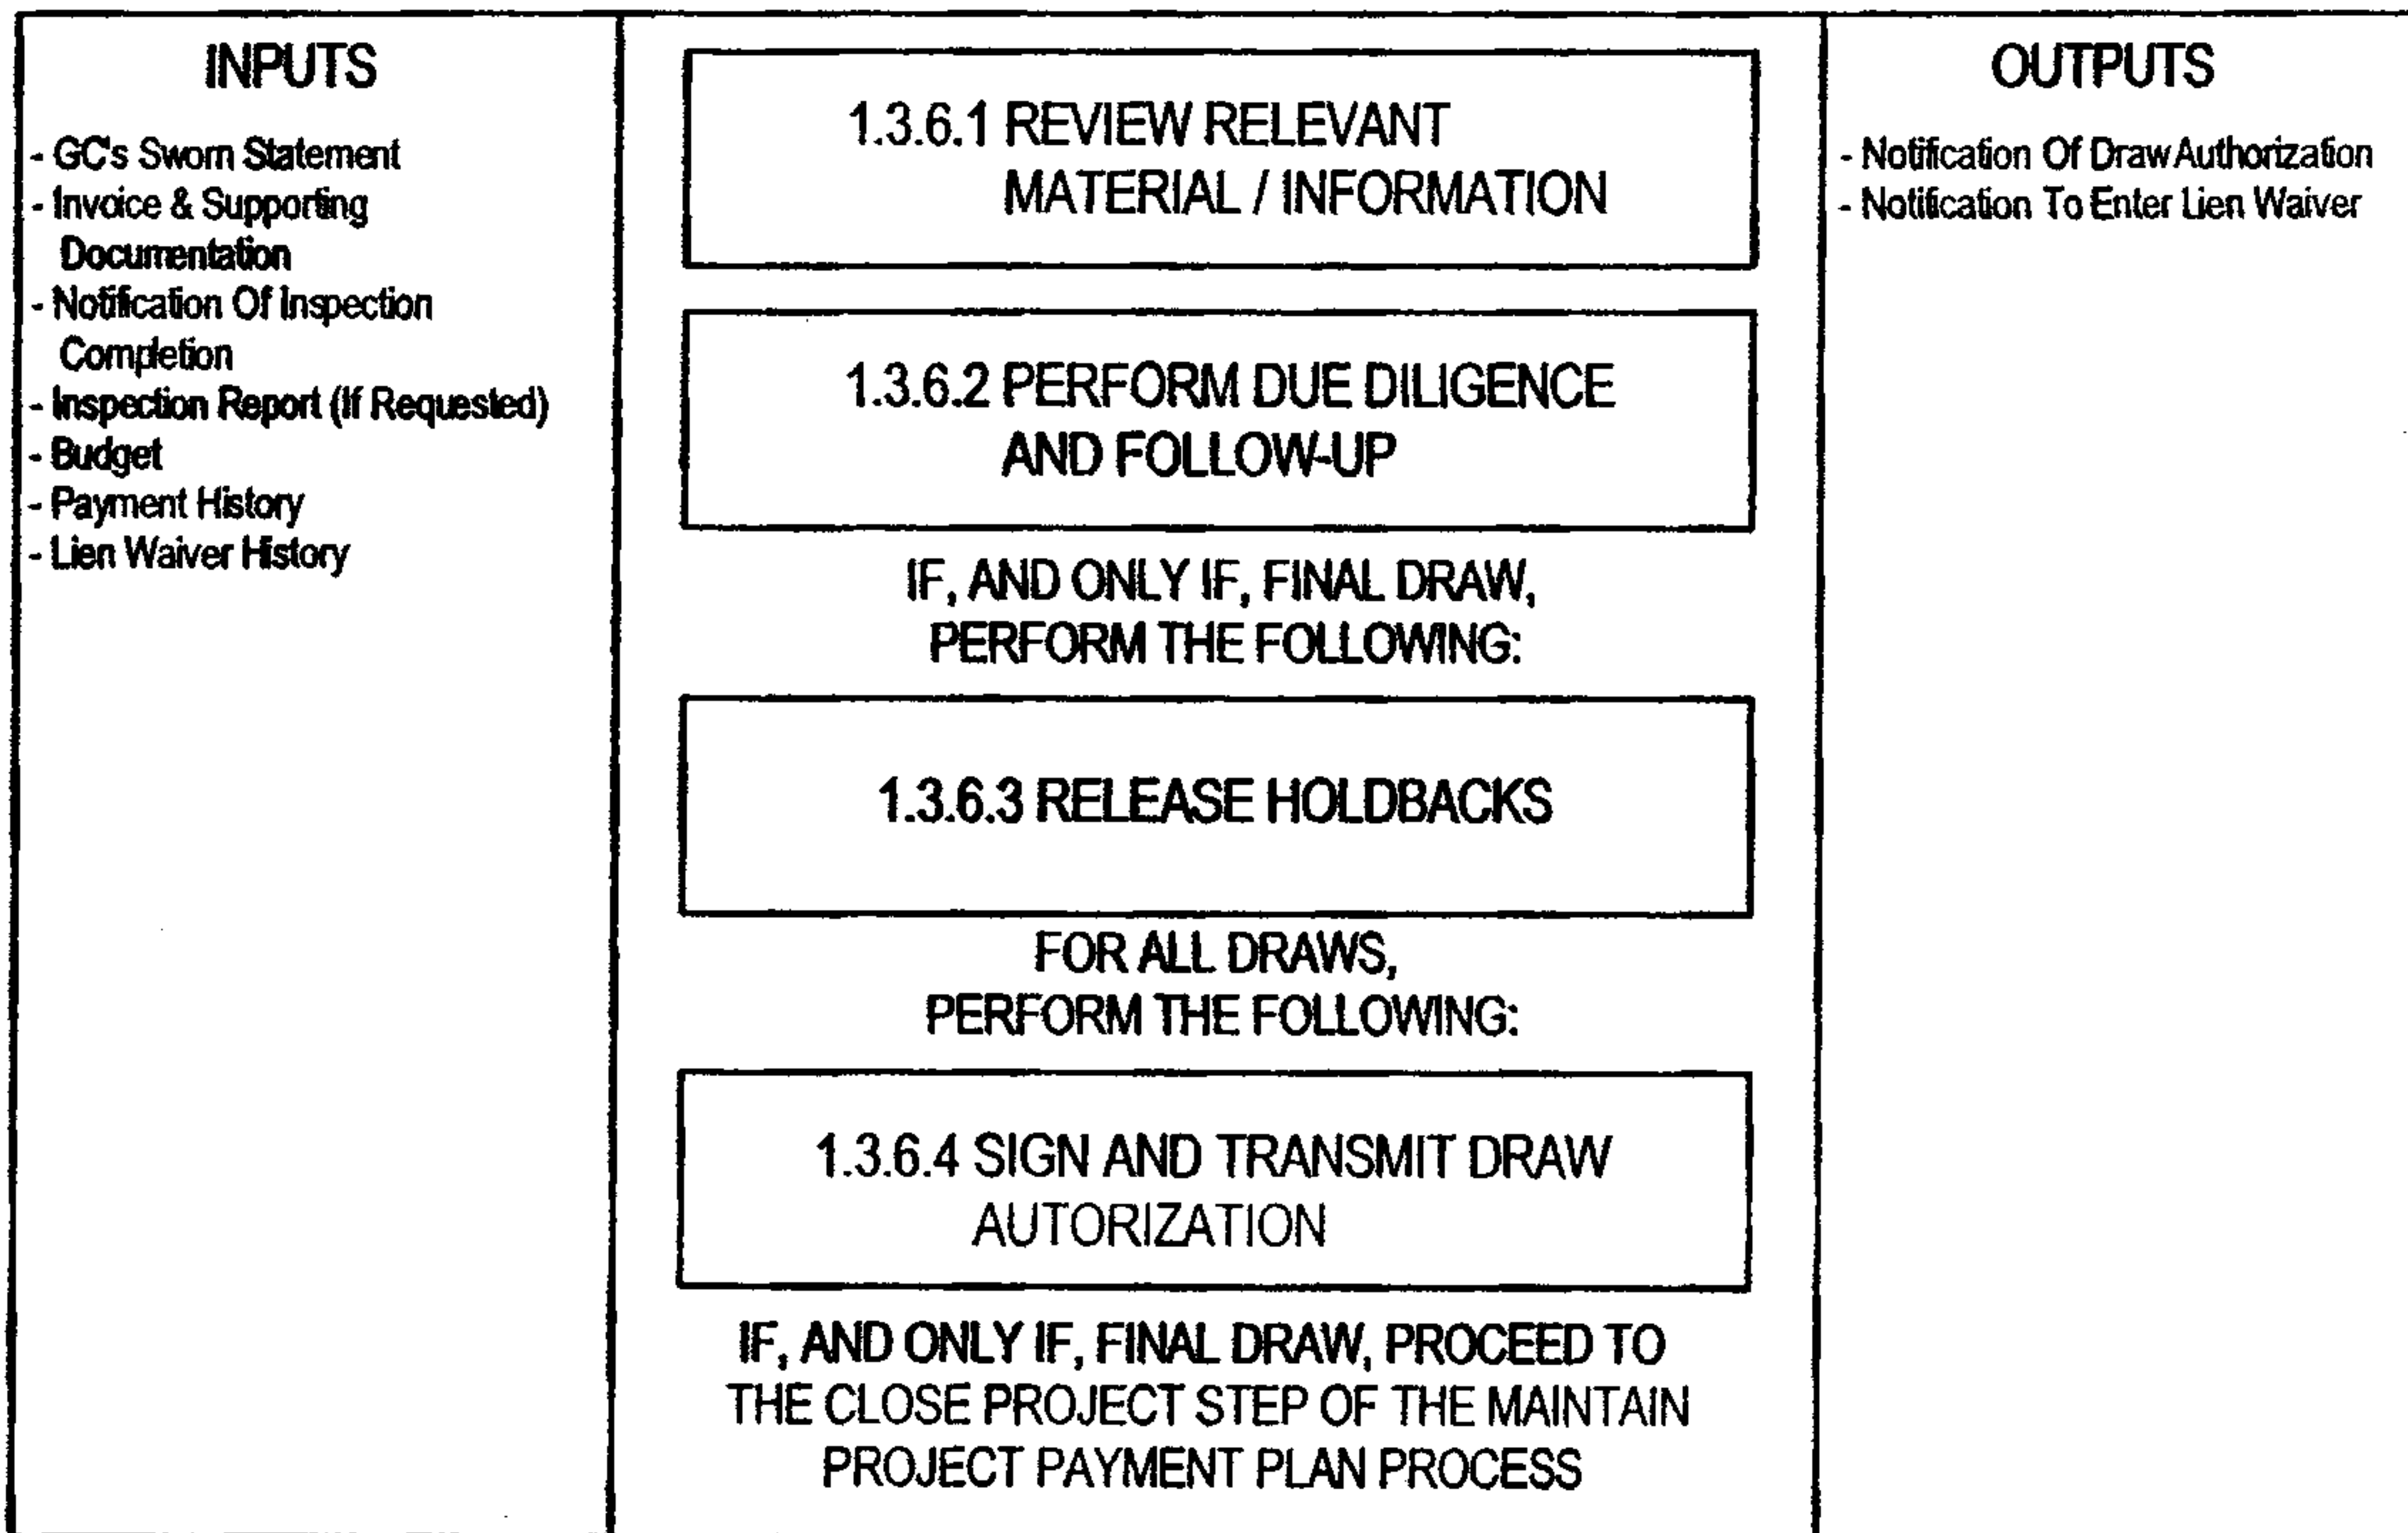 INPUTS
- GC's Sworn Statement
- Invoice & Supporting
Documentation
- Notification Of Inspection
Completion
- Inspection Report (If Requested)
- Budget
- Payment History
- Lien Waiver History
1.3.6.1 REVIEW RELEVANT
MATERIAL / INFORMATION
1.3.6.2 PERFORM DUE DILIGENCE
AND FOLLOW-UP
IF, AND ONLY IF, FINAL DRAW,
PERFORM THE FOLLOWING:
1.3.6.3 RELEASE HOLDBACKS
FOR ALL DRAWS,
PERFORM THE FOLLOWING:
1.3.6.4 SIGN AND TRANSMIT DRAW
AUTORIZATION
IF, AND ONLY IF, FINAL DRAW, PROCEED TO
THE CLOSE PROJECT STEP OF THE MAINTAIN
PROJECT PAYMENT PLAN PROCESS
OUTPUTS
- Notification Of Draw Authorization
- Notification To Enter Lien Waiver